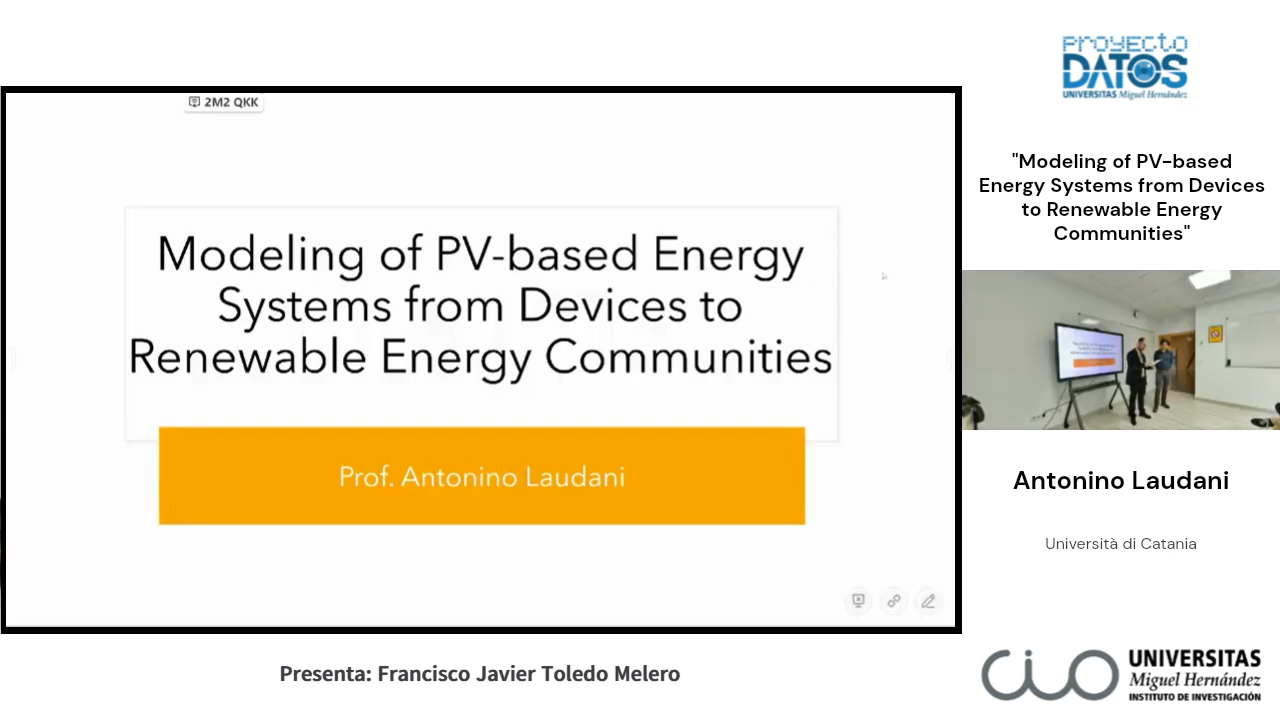 2M2 QKK
Modeling of PV-based Energy
Systems from Devices to
Renewable Energy Communities
Prof. Antonino Laudani
Presenta: Francisco Javier Toledo Melero
PROYECTO
DATOS
UNIVERSITAS Miguel Hernández
"Modeling of PV-based
Energy Systems from Devices
to Renewable Energy
Communities"
Antonino Laudani
Università di Catania
CIO
UNIVERSITAS
Miguel Hernández
INSTITUTO DE INVESTIGACIÓN